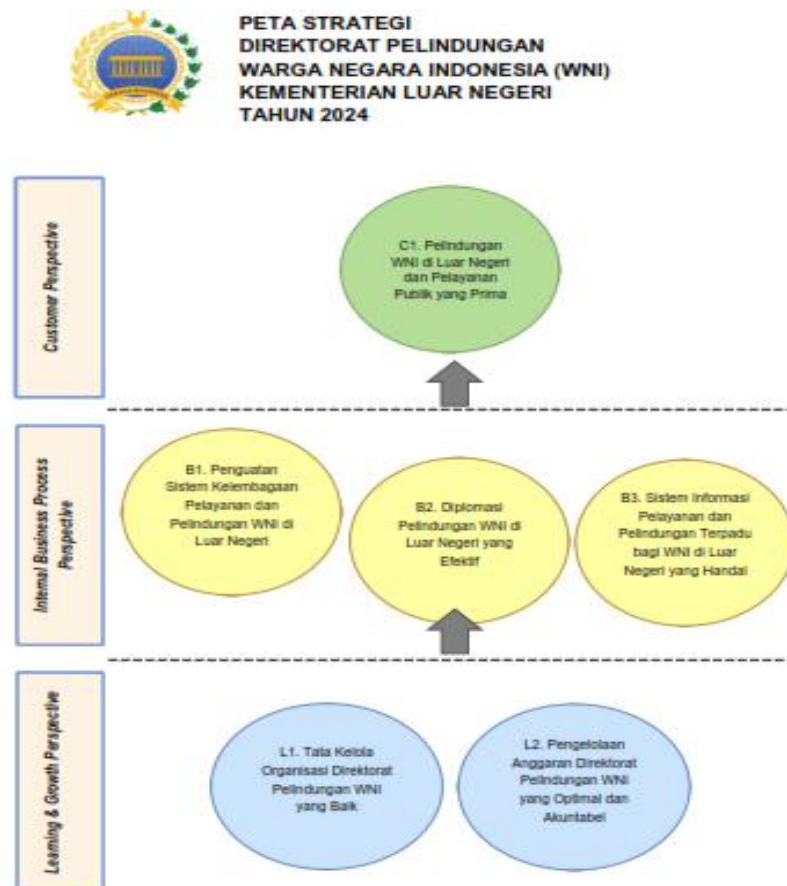 PETA STRATEGI
DIREKTORAT PELINDUNGAN
WARGA NEGARA INDONESIA (WNI)
KEMENTERIAN LUAR NEGERI
TAHUN 2024
Customer Perspective
C1. Pelindungan
WNI di Luar Negeri
dan Pelayanan
Publik yang Prima
Internal Business Process
Perspective
B1. Penguatan
Sistem Kelembagaan
Pelayanan dan
Pelindungan WNI di
Luar Negeri
B2. Diplomasi
Pelindungan WNI di
Luar Negeri yang
Efektif
B3. Sistem Informasi
Pelayanan dan
Pelindungan Terpadu
bagi WNI di Luar
Negeri yang Handal
Learning & Growth Perspective
L1. Tata Kelola
Organisasi Direktorat
Pelindungan WNI
yang Baik
L2. Pengelolaan
Anggaran Direktorat
Pelindungan WNI
yang Optimal dan
Akuntabel